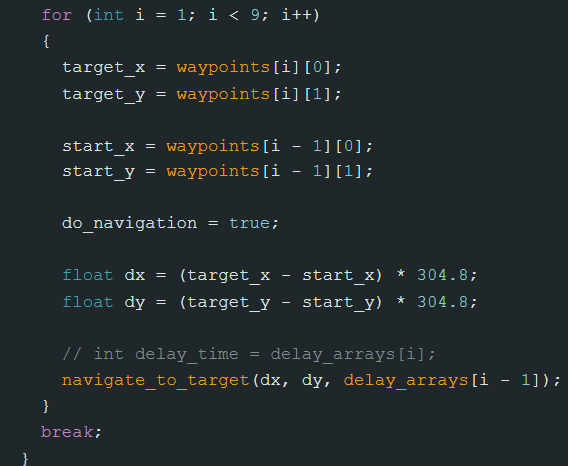 for (int i = 1; i < 9; i++)
{
target_x = waypoints[i][0];
target_y = waypoints[i][1];
start_x = waypoints[i - 1][0];
start_y = waypoints[i - 1][1];
do_navigation = true;
float dx = (target_x - start_x) * 304.8;
float dy = (target_y - start_y) * 304.8;
// int delay_time = delay_arrays[i];
navigate_to_target(dx, dy, delay_arrays[i - 1]);
}
break;
}